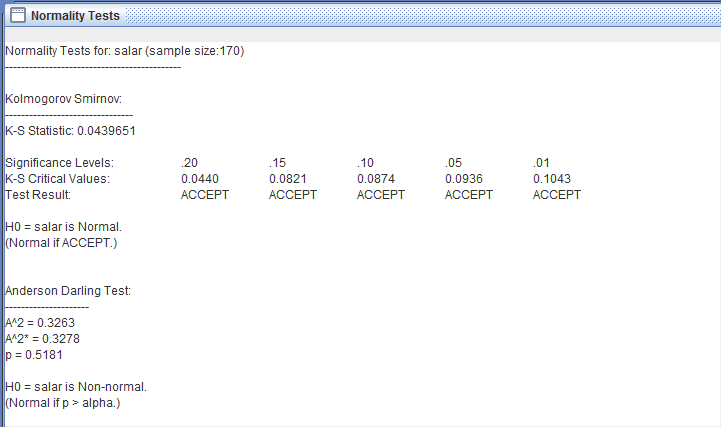 Normality Tests
Normality Tests for: salar (sample size:170)
--------------------------------------------
Kolmogorov Smirnov:
--------------------------------
K-S Statistic: 0.0439651
Significance Levels: .20 .15 .10 .05 .01
K-S Critical Values: 0.0440 0.0821 0.0874 0.0936 0.1043
Test Result: ACCEPT ACCEPT ACCEPT ACCEPT ACCEPT
H0 = salar is Normal.
(Normal if ACCEPT.)
Anderson Darling Test:
---------------------
A^2 = 0.3263
A^2* = 0.3278
p = 0.5181
H0 = salar is Non-normal.
(Normal if p > alpha.)